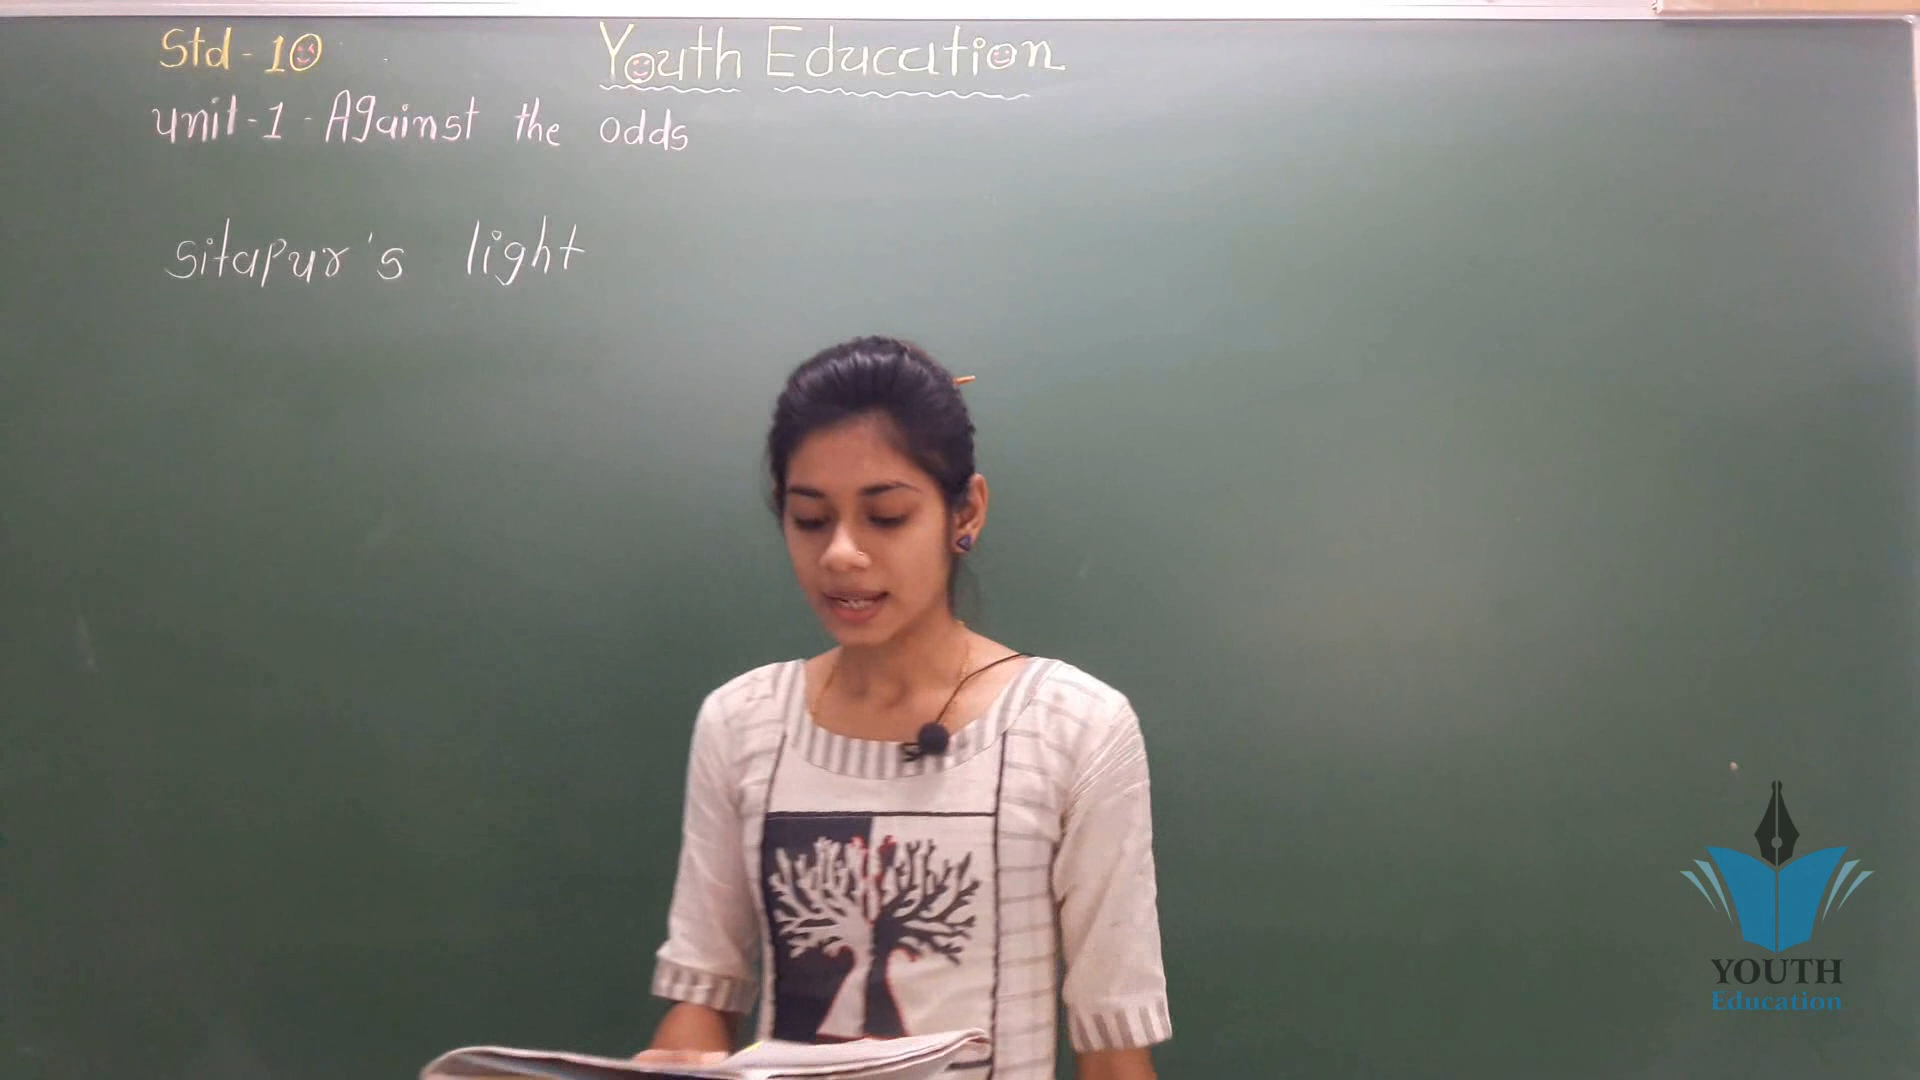 Std - 10
Youth Education
unit-1 - Against the odds
sitapur's light
YOUTH
Education